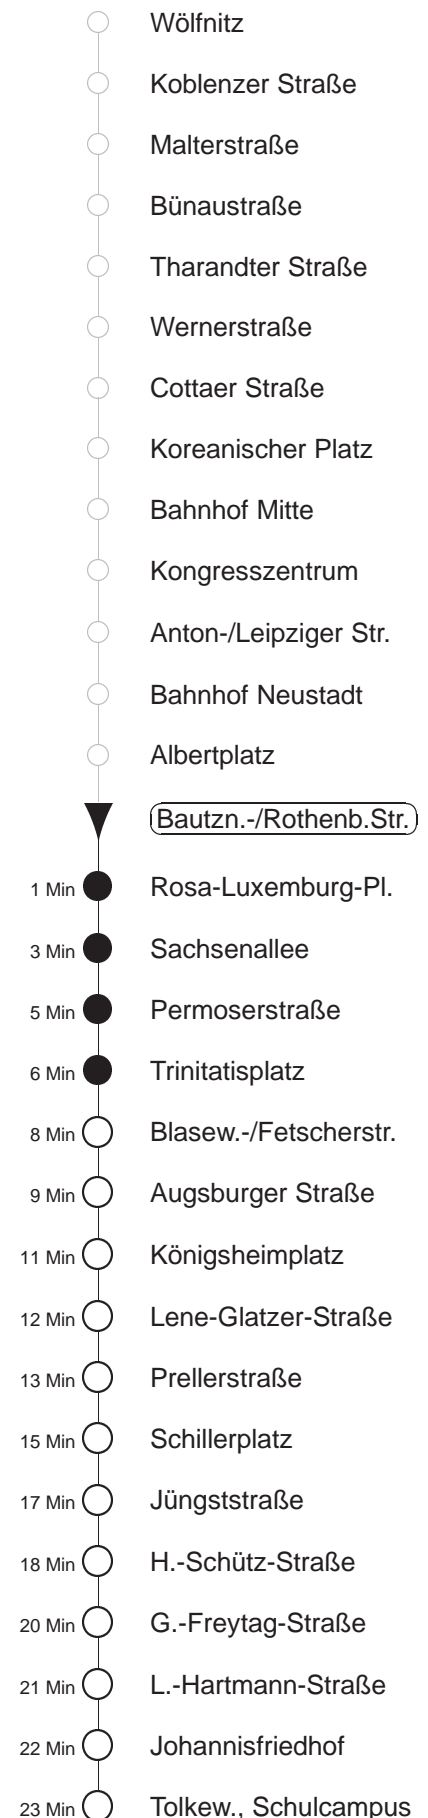 Wölfnitz
Koblenzer Straße
Malterstraße
Bünaustraße
Tharandter Straße
Wernerstraße
Cottaer Straße
Koreanischer Platz
Bahnhof Mitte
Kongresszentrum
Anton-/Leipziger Str.
Bahnhof Neustadt
Albertplatz
Bautzn.-/Rothenb.Str.
1 Min Rosa-Luxemburg-Pl.
3 Min Sachsenallee
5 Min Permoserstraße
6 Min Trinitatisplatz
8 Min Blasew.-/Fetscherstr.
9 Min Augsburger Straße
11 Min Königsheimplatz
12 Min Lene-Glatzer-Straße
13 Min Prellerstraße
15 Min Schillerplatz
17 Min Jüngststraße
18 Min H.-Schütz-Straße
20 Min G.-Freytag-Straße
21 Min L.-Hartmann-Straße
22 Min Johannisfriedhof
23 Min Tolkew., Schulcampus